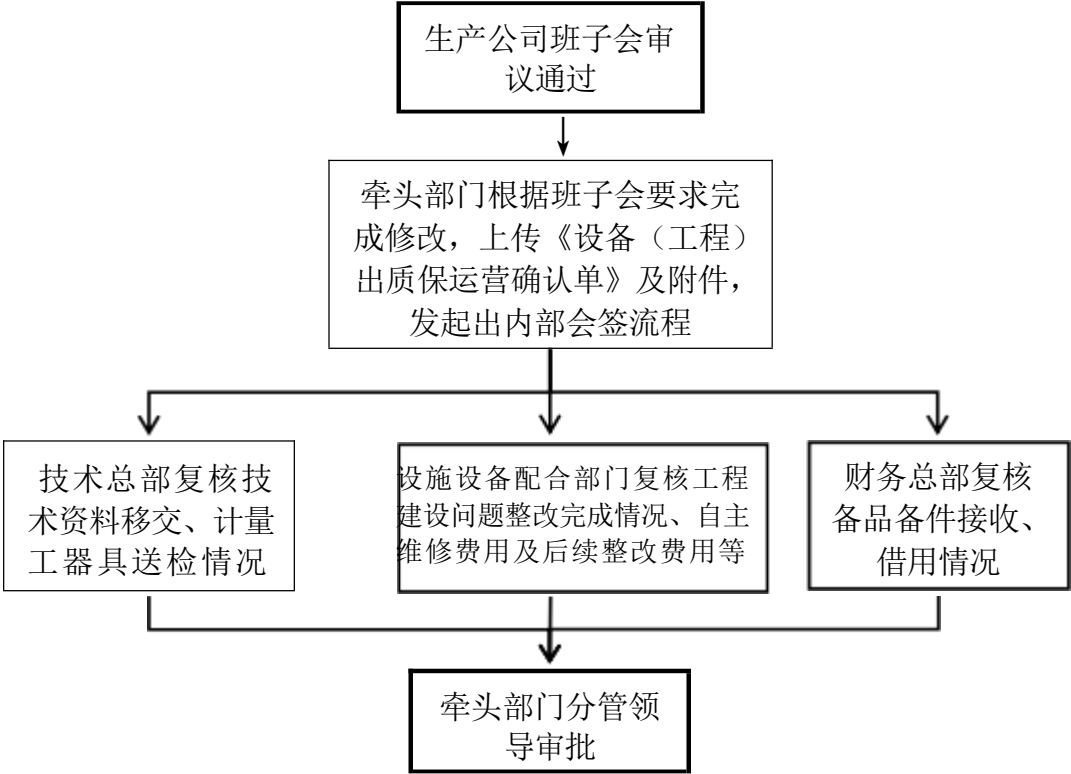 生产公司班子会审
议通过
牵头部门根据班子会要求完
成修改，上传《设备（工程）
出质保运营确认单》及附件，
发起出内部会签流程
技术总部复核技
术资料移交、计量
工器具送检情况
设施设备配合部门复核工程
建设问题整改完成情况、自主
维修费用及后续整改费用等
财务总部复核
备品备件接收、
借用情况
牵头部门分管领
导审批